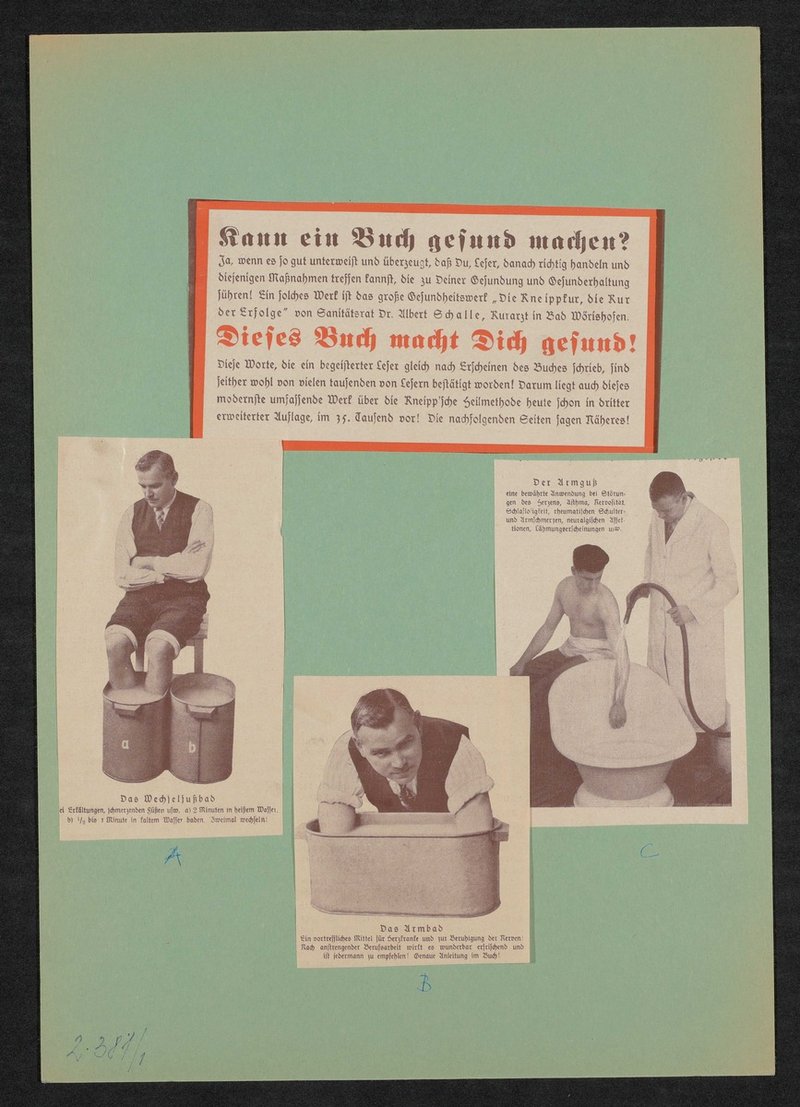 Kann ein Buch gesund machen?
Ja, wenn es so gut unterweist und überzeugt, daß Du, Leser, danach richtig handeln und
diejenigen Maßnahmen treffen kannst, die zu Deiner Gesundung und Gesunderhaltung
führen! Ein solches Werk ist das große Gesundheitswerk „Die Kneippkur, die Kur
der Erfolge“ von Sanitätsrat Dr. Albert Schalle, Kurarzt in Bad Wörishofen.
Dieses Buch macht Dich gesund!
Diese Worte, die ein begeisterter Leser gleich nach Erscheinen des Buches schrieb, sind
seither wohl von vielen tausenden von Lesern bestätigt worden! Darum liegt auch dieses
modernste umfassende Werk über die Kneipp'sche Heilmethode heute schon in dritter
erweiterter Auflage, im 35. Tausend vor! Die nachfolgenden Seiten sagen Näheres!
a
b
Das Wechselfußbad
ei Erkältungen, schmerzenden Füßen usw. a) 2 Minuten in heißem Wasser,
b) 1/2 bis 1 Minute in kaltem Wasser baden. Zweimal wechseln!
A
Das Armbad
Ein vortreffliches Mittel für Herzkranke und zur Beruhigung der Nerven!
Nach anstrengender Berufsarbeit wirkt es wunderbar erfrischend und
ist jedermann zu empfehlen! Genaue Anleitung im Buch!
B
Der Armguß
eine bewährte Anwendung bei Störun-
gen des Herzens, Asthma, Nervosität,
Schlaflosigkeit, rheumatischen Schulter-
und Armschmerzen, neuralgischen Affek-
tionen, Lähmungserscheinungen usw.
C
2.387/1